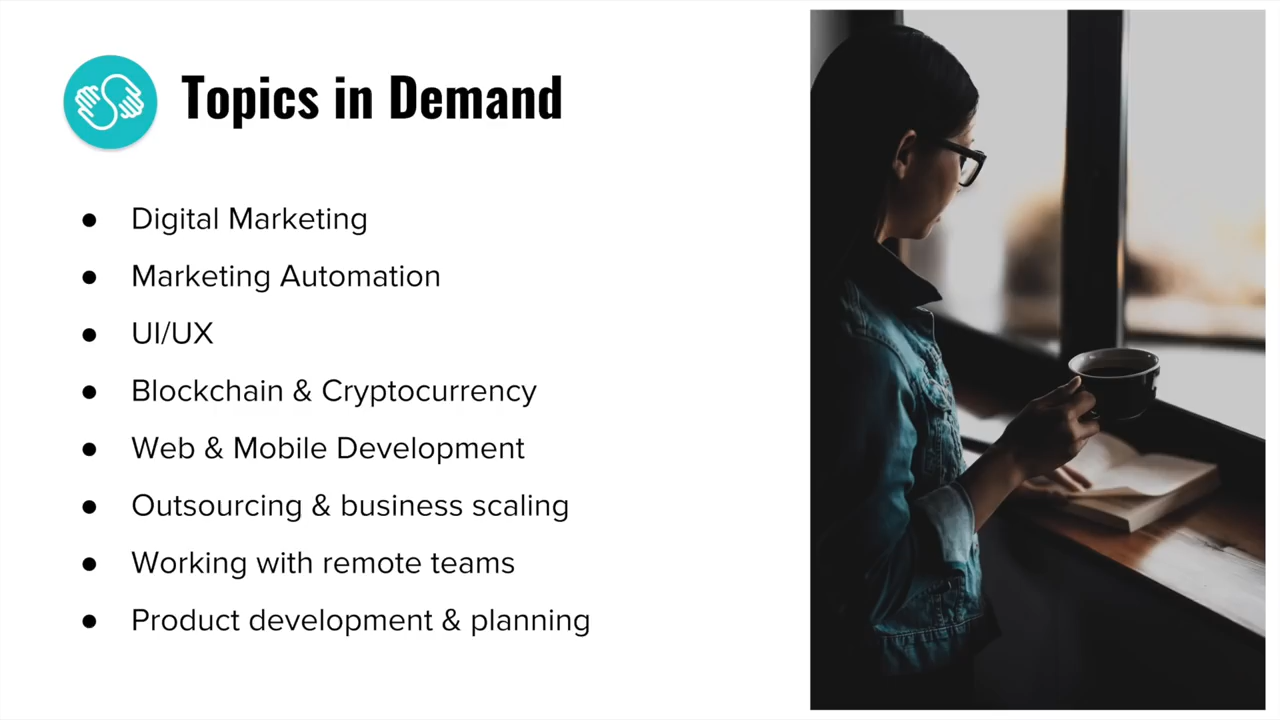 Topics in Demand
● Digital Marketing
● Marketing Automation
● UI/UX
● Blockchain & Cryptocurrency
● Web & Mobile Development
● Outsourcing & business scaling
● Working with remote teams
● Product development & planning